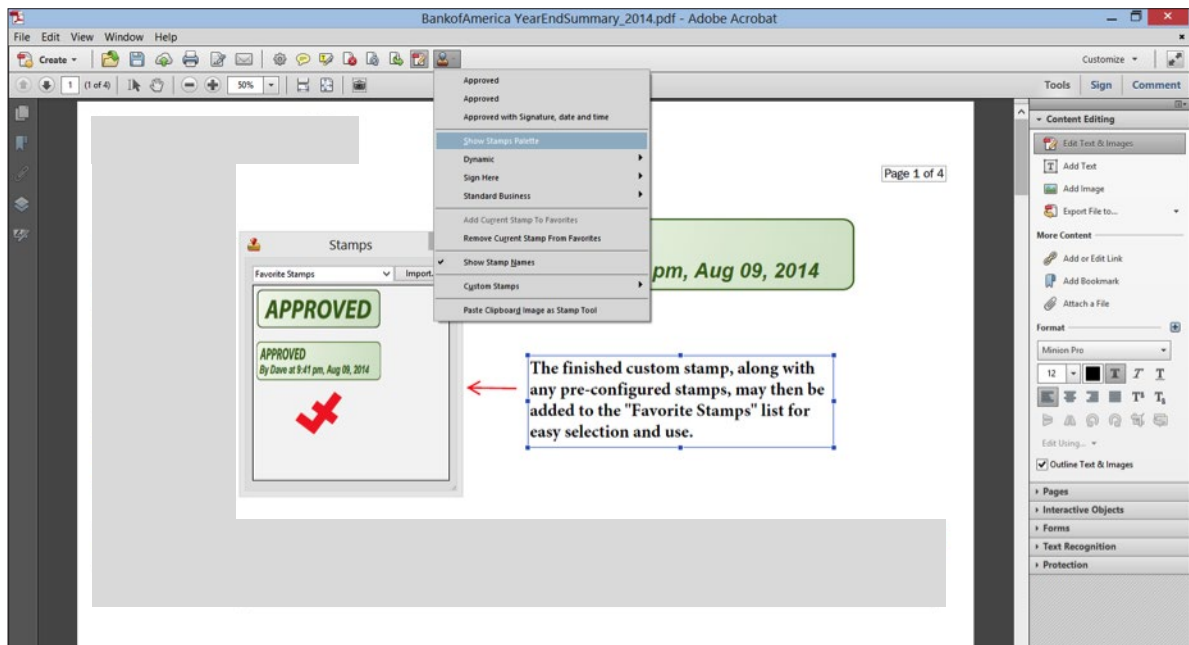 BankofAmerica YearEndSummary_2014.pdf - Adobe Acrobat
File Edit View Window Help
Create
Customize
1 (1 of 4) 50%
Tools Sign Comment
Approved
Approved
Approved with Signature, date and time
Show Stamps Palette
Dynamic
Sign Here
Standard Business
Add Current Stamp To Favorites
Remove Current Stamp From Favorites
Show Stamp Names
Custom Stamps
Paste Clipboard Image as Stamp Tool
Page 1 of 4
pm, Aug 09, 2014
Stamps
Favorite Stamps Import.
APPROVED
APPROVED
By Dave at 9:41 pm, Aug 09, 2014
The finished custom stamp, along with
any pre-configured stamps, may then be
added to the "Favorite Stamps" list for
easy selection and use.
Content Editing
Edit Text & Images
Add Text
Add Image
Export File to...
More Content
Add or Edit Link
Add Bookmark
Attach a File
Format
Minion Pro
12 T T T
T¹ T₁
Edit Using...
Outline Text & Images
Pages
Interactive Objects
Forms
Text Recognition
Protection